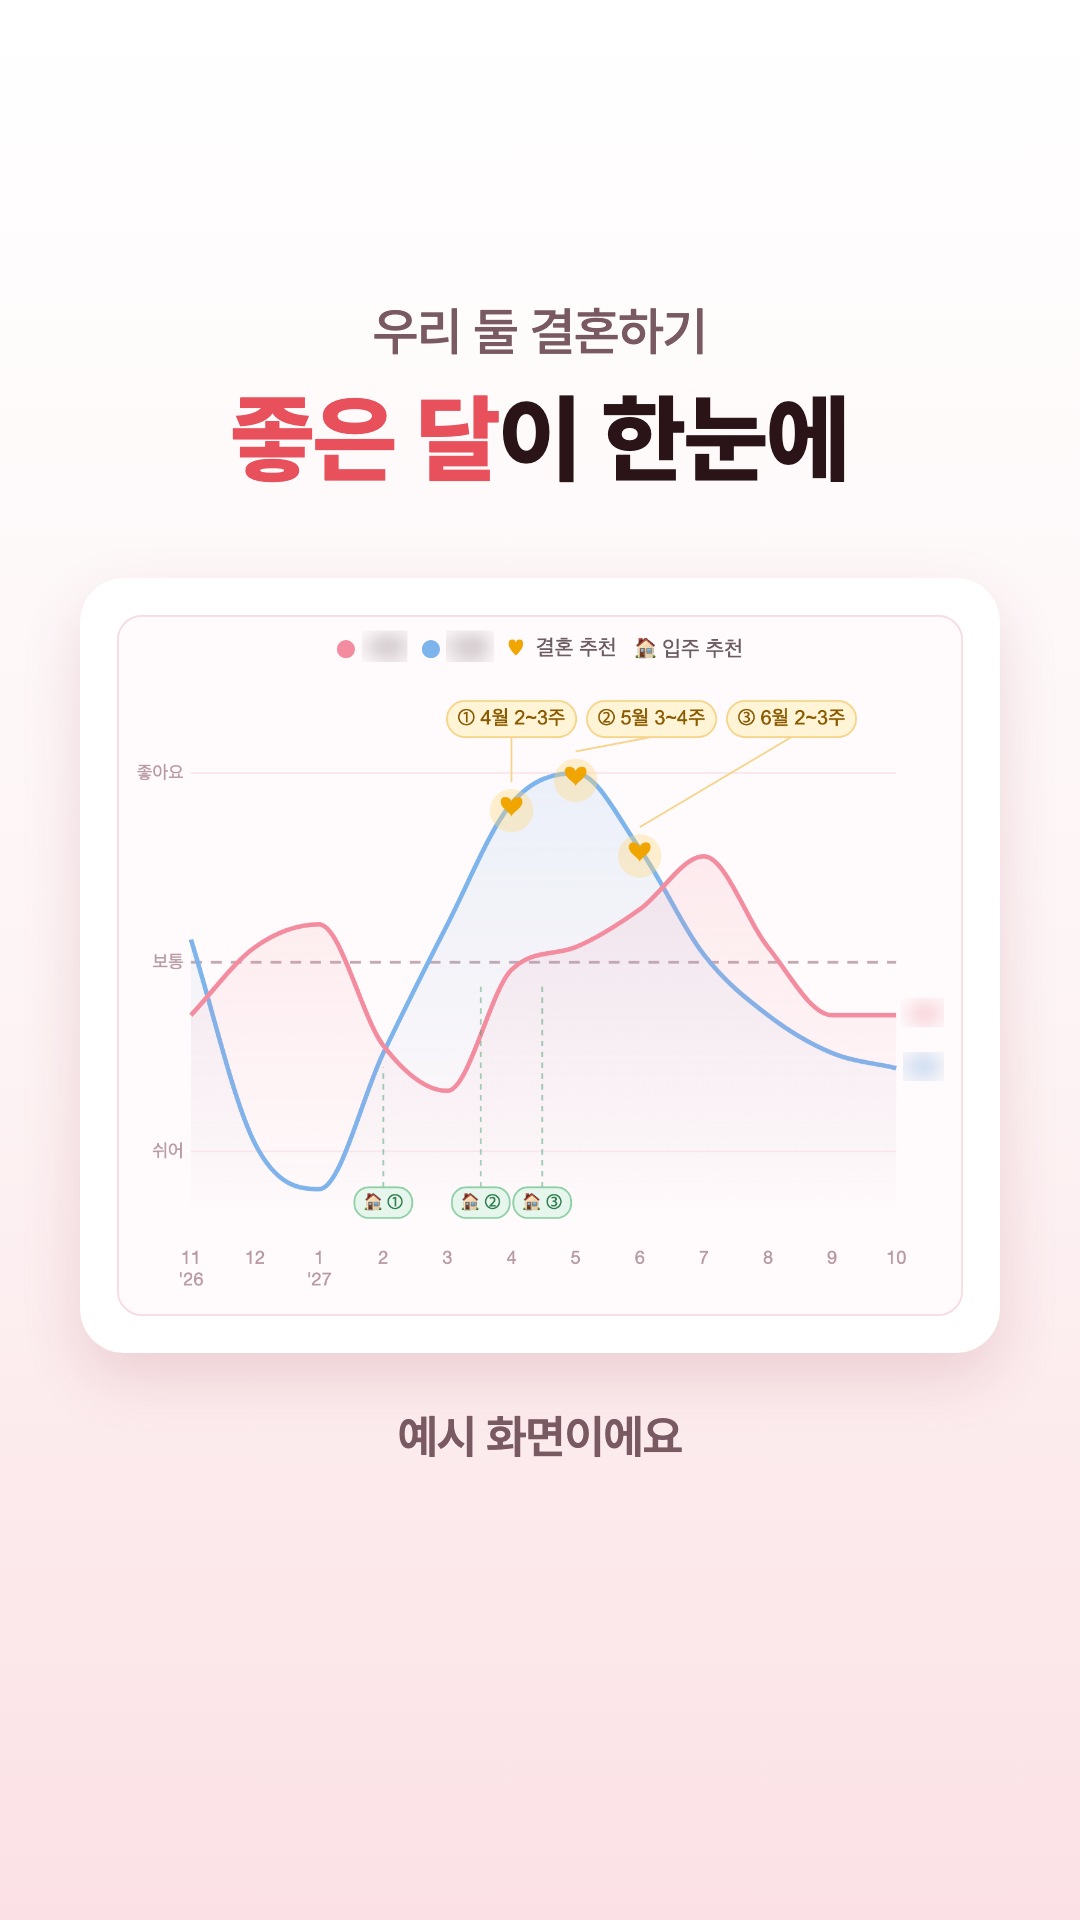 우리 둘 결혼하기
좋은 달이 한눈에
결혼 추천 입주 추천
① 4월 2~3주 ② 5월 3~4주 ③ 6월 2~3주
좋아요
보통
쉬어
① ② ③
11 12 1 2 3 4 5 6 7 8 9 10
'26 '27
예시 화면이에요